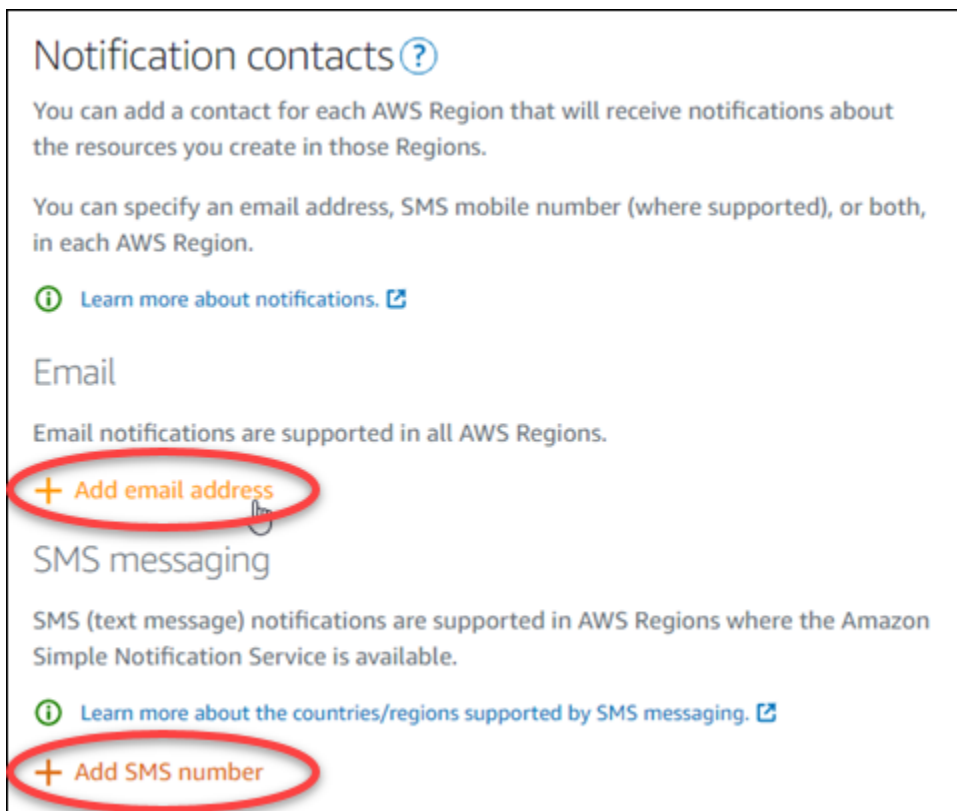 Notification contacts ?
You can add a contact for each AWS Region that will receive notifications about
the resources you create in those Regions.
You can specify an email address, SMS mobile number (where supported), or both,
in each AWS Region.
Learn more about notifications.
Email
Email notifications are supported in all AWS Regions.
+ Add email address
SMS messaging
SMS (text message) notifications are supported in AWS Regions where the Amazon
Simple Notification Service is available.
Learn more about the countries/regions supported by SMS messaging.
+ Add SMS number